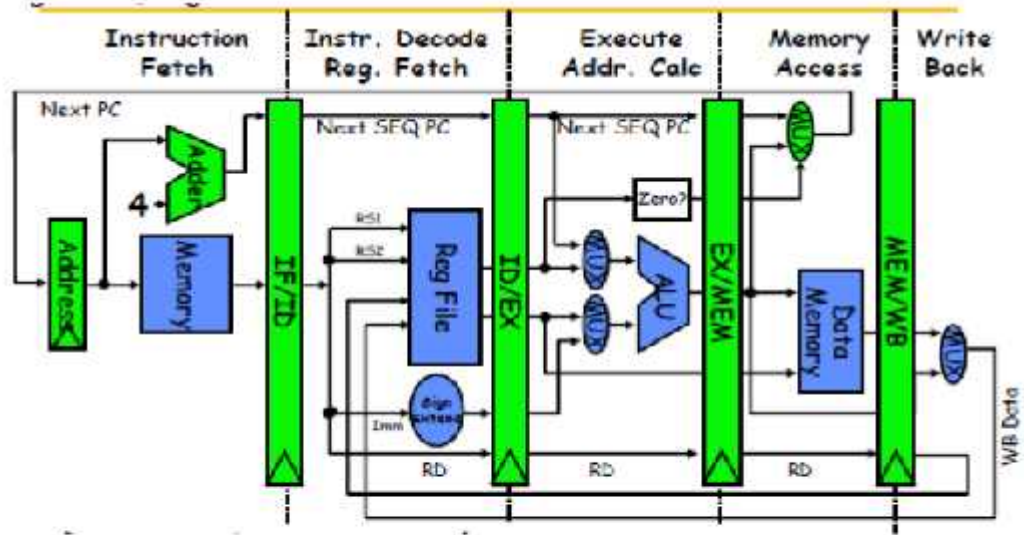 Instruction Fetch
Instr. Decode Reg. Fetch
Execute Addr. Calc
Memory Access
Write Back
Next PC
Next SEQ PC
Next SEQ PC
MUX
Adder
4
Zero?
RS1
RS2
Address
Memory
IF/ID
Reg File
ID/EX
MUX
MUX
ALU
EX/MEM
Data Memory
MEM/WB
MUX
Sign Extend
Imm
RD
RD
RD
WB Data